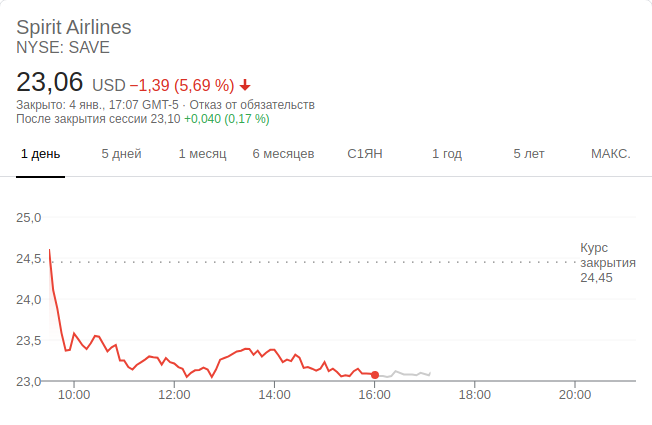 Spirit Airlines
NYSE: SAVE
23,06 USD −1,39 (5,69 %)
Закрыто: 4 янв., 17:07 GMT-5 · Отказ от обязательств
После закрытия сессии 23,10 +0,040 (0,17 %)
1 день 5 дней 1 месяц 6 месяцев С1ЯН 1 год 5 лет МАКС.
25,0
24,5
24,0
23,5
23,0
Курс
закрытия
24,45
10:00 12:00 14:00 16:00 18:00 20:00